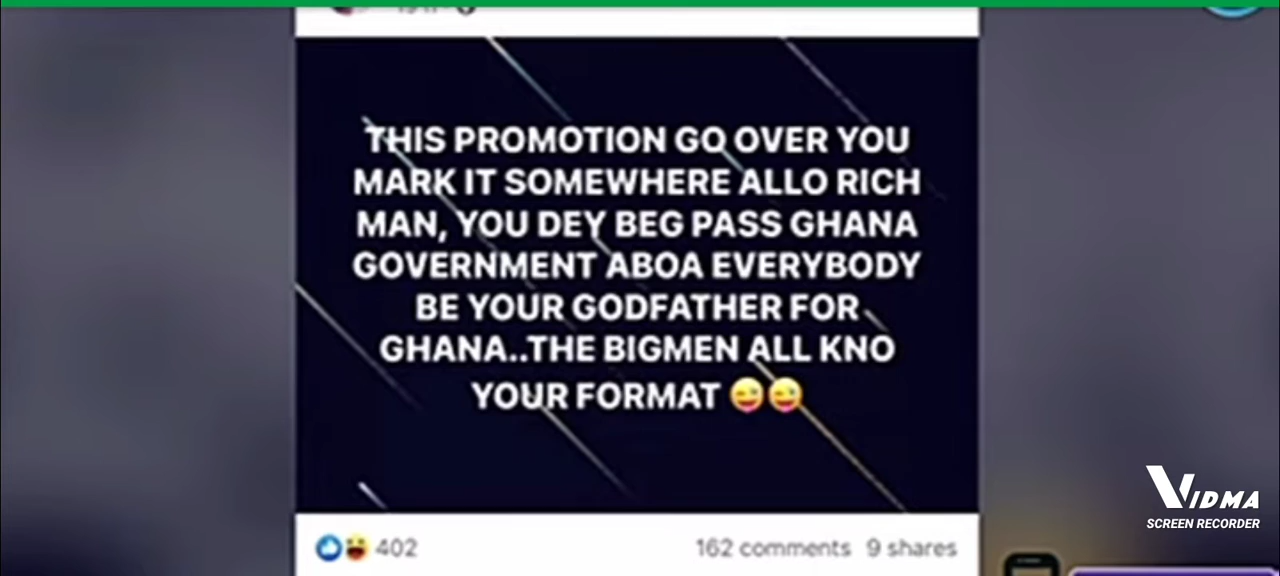 THIS PROMOTION GO OVER YOU
MARK IT SOMEWHERE ALLO RICH
MAN, YOU DEY BEG PASS GHANA
GOVERNMENT ABOA EVERYBODY
BE YOUR GODFATHER FOR
GHANA..THE BIGMEN ALL KNO
YOUR FORMAT 😜😜
402 162 comments 9 shares
VIDMA
SCREEN RECORDER